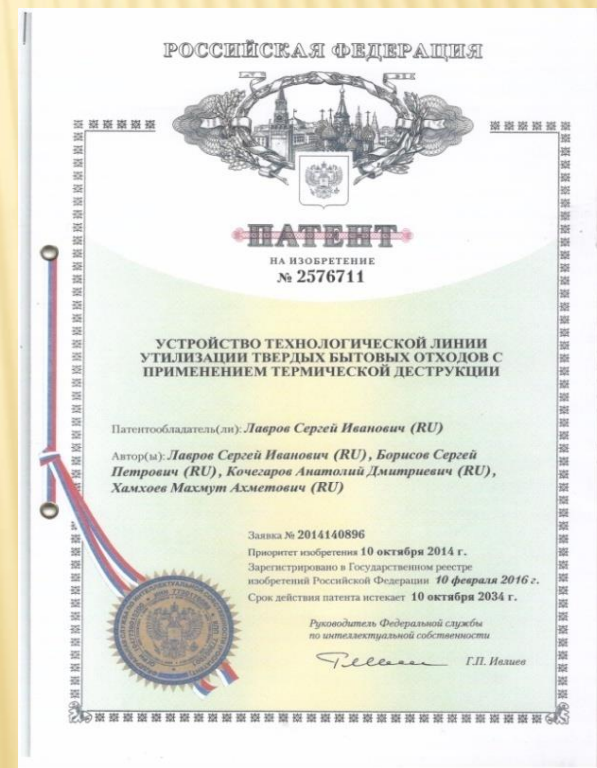 РОССИЙСКАЯ ФЕДЕРАЦИЯ
ПАТЕНТ
НА ИЗОБРЕТЕНИЕ
№ 2576711
УСТРОЙСТВО ТЕХНОЛОГИЧЕСКОЙ ЛИНИИ
УТИЛИЗАЦИИ ТВЕРДЫХ БЫТОВЫХ ОТХОДОВ С
ПРИМЕНЕНИЕМ ТЕРМИЧЕСКОЙ ДЕСТРУКЦИИ
Патентообладатель(ли): Лавров Сергей Иванович (RU)
Автор(ы): Лавров Сергей Иванович (RU), Борисов Сергей
Петрович (RU), Кочегаров Анатолий Дмитриевич (RU),
Хамхоев Махмут Ахметович (RU)
Заявка № 2014140896
Приоритет изобретения 10 октября 2014 г.
Зарегистрировано в Государственном реестре
изобретений Российской Федерации 10 февраля 2016 г.
Срок действия патента истекает 10 октября 2034 г.
Руководитель Федеральной службы
по интеллектуальной собственности
Г.П. Ивлиев